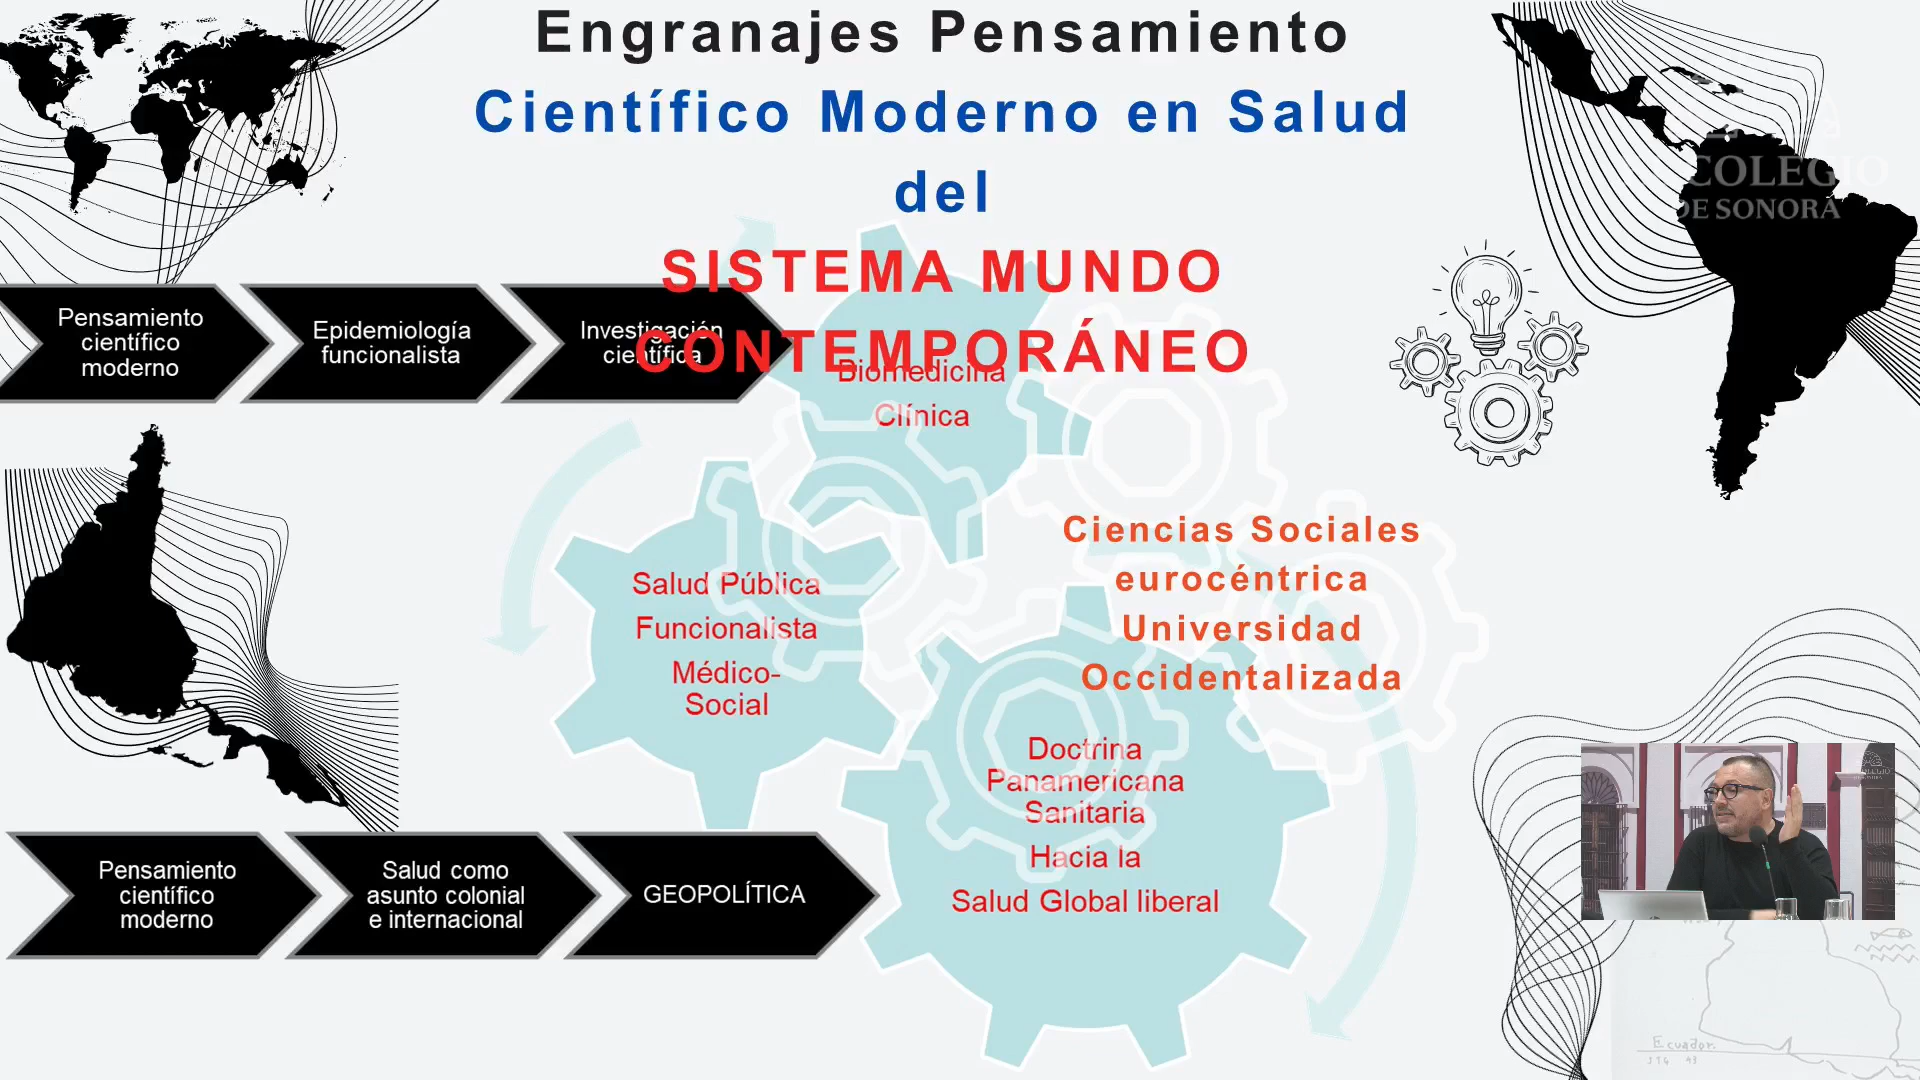 Engranajes Pensamiento
Científico Moderno en Salud
del
SISTEMA MUNDO
CONTEMPORÁNEO
COLEGIO
DE SONORA
Pensamiento
científico
moderno
Epidemiología
funcionalista
Investigación
científica
Biomedicina
Clínica
Ciencias Sociales
eurocéntrica
Universidad
Occidentalizada
Salud Pública
Funcionalista
Médico-
Social
Doctrina
Panamericana
Sanitaria
Hacia la
Salud Global liberal
Pensamiento
científico
moderno
Salud como
asunto colonial
e internacional
GEOPOLÍTICA
COLEGIO
Ecuador.